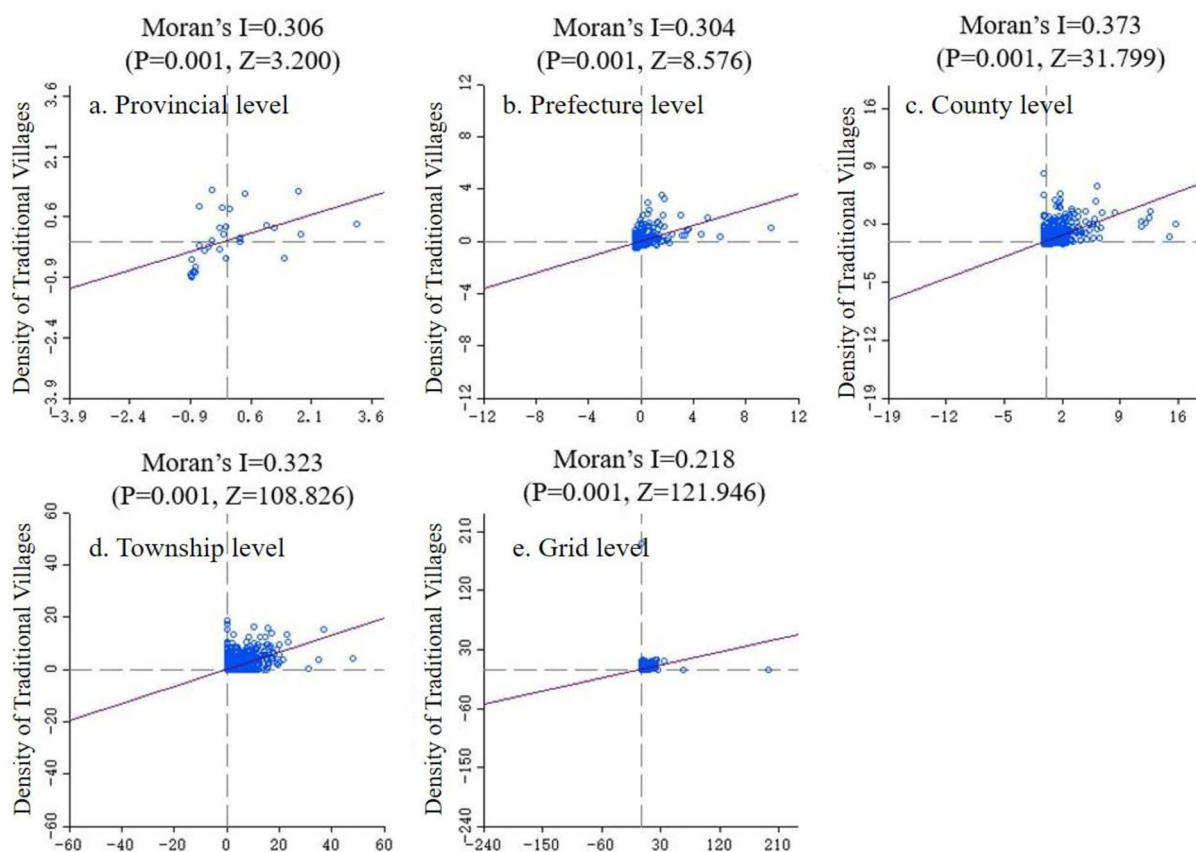 Moran's I=0.306
(P=0.001, Z=3.200)
a. Provincial level
Density of Traditional Villages
3.6
2.1
0.6
-0.9
-2.4
-3.9
-3.9 -2.4 -0.9 0.6 2.1 3.6
Moran's I=0.304
(P=0.001, Z=8.576)
b. Prefecture level
Density of Traditional Villages
12
8
4
0
-4
-8
-12
-12 -8 -4 0 4 8 12
Moran's I=0.373
(P=0.001, Z=31.799)
c. County level
Density of Traditional Villages
16
9
2
-5
-12
-19
-19 -12 -5 2 9 16
Moran's I=0.323
(P=0.001, Z=108.826)
d. Township level
Density of Traditional Villages
60
40
20
0
-20
-40
-60
-60 -40 -20 0 20 40 60
Moran's I=0.218
(P=0.001, Z=121.946)
e. Grid level
Density of Traditional Villages
210
120
30
-60
-150
-240
-240 -150 -60 30 120 210